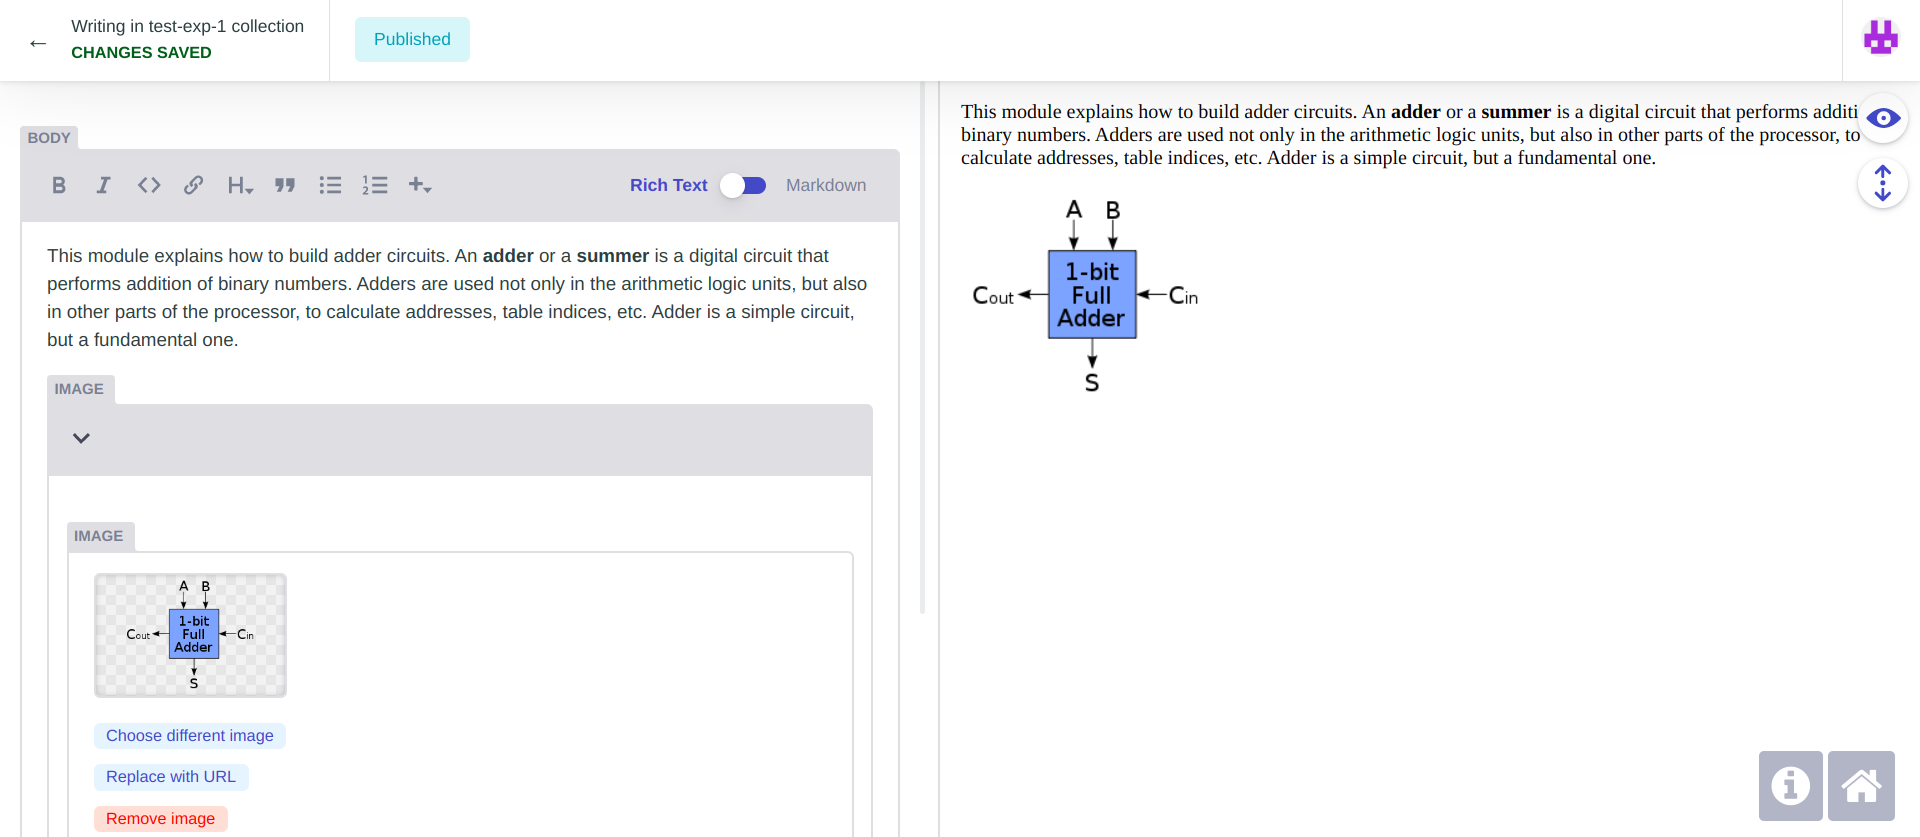 Writing in test-exp-1 collection
CHANGES SAVED
Published
BODY
B I <> H
Rich Text
Markdown
This module explains how to build adder circuits. An adder or a summer is a digital circuit that
performs addition of binary numbers. Adders are used not only in the arithmetic logic units, but also
in other parts of the processor, to calculate addresses, table indices, etc. Adder is a simple circuit,
but a fundamental one.
IMAGE
IMAGE
A B
1-bit
Cout Full Cin
Adder
S
Choose different image
Replace with URL
Remove image
This module explains how to build adder circuits. An adder or a summer is a digital circuit that performs additi
binary numbers. Adders are used not only in the arithmetic logic units, but also in other parts of the processor, to
calculate addresses, table indices, etc. Adder is a simple circuit, but a fundamental one.
A B
1-bit
Cout Full Cin
Adder
S